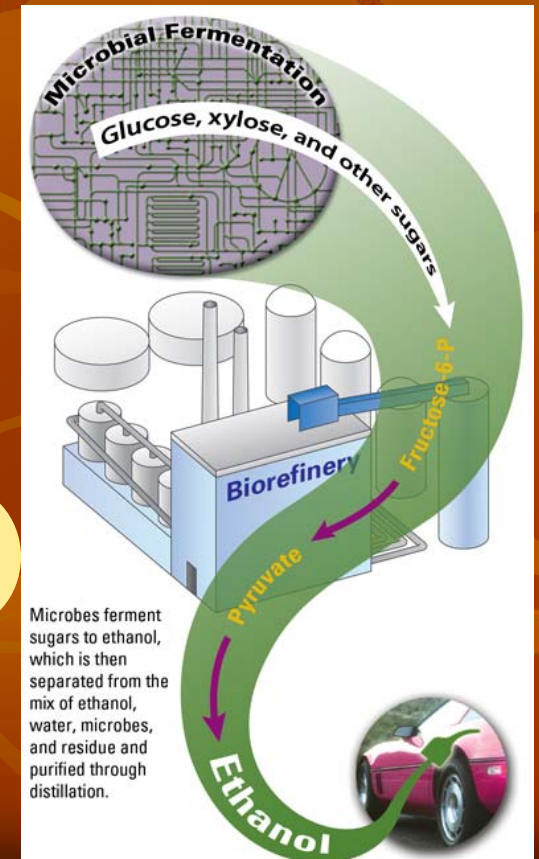 Microbial Fermentation
Glucose, xylose, and other sugars
Fructose-6-P
Biorefinery
Pyruvate
Microbes ferment
sugars to ethanol,
which is then
separated from the
mix of ethanol,
water, microbes,
and residue and
purified through
distillation.
Ethanol